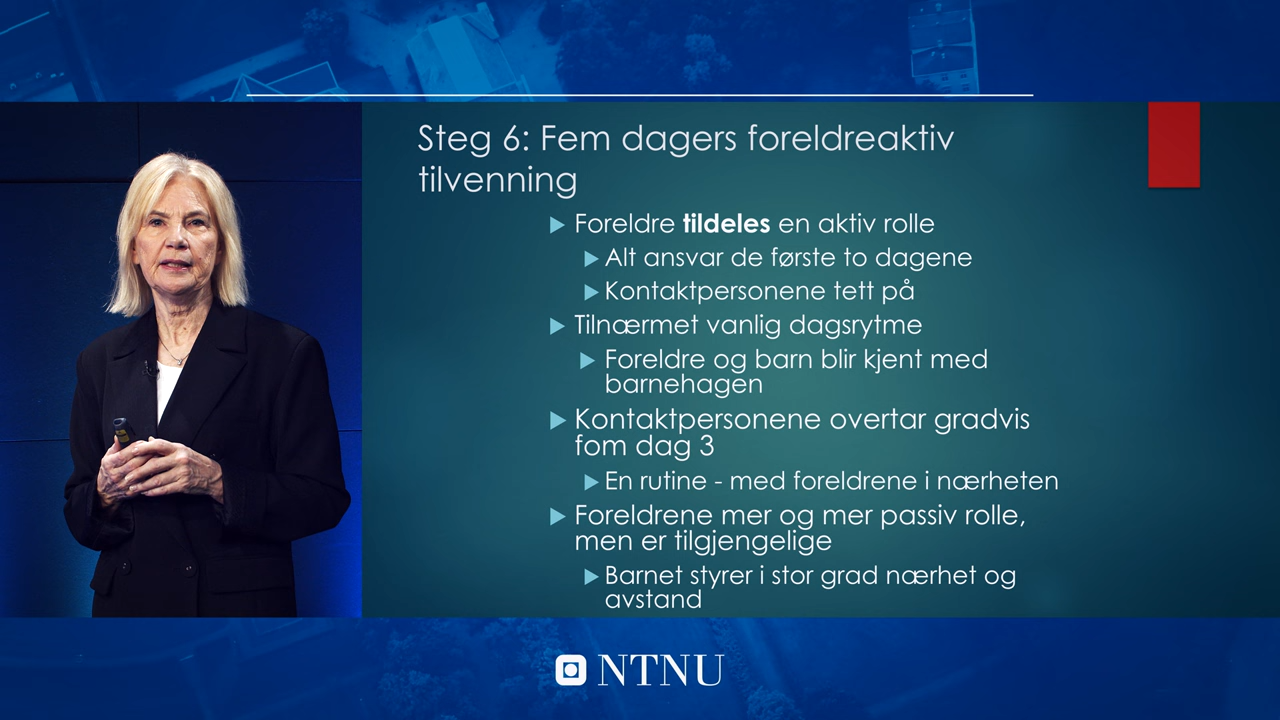 Steg 6: Fem dagers foreldreaktiv
tilvenning
Foreldre tildeles en aktiv rolle
Alt ansvar de første to dagene
Kontaktpersonene tett på
Tilnærmet vanlig dagsrytme
Foreldre og barn blir kjent med
barnehagen
Kontaktpersonene overtar gradvis
fom dag 3
En rutine - med foreldrene i nærheten
Foreldrene mer og mer passiv rolle,
men er tilgjengelige
Barnet styrer i stor grad nærhet og
avstand
NTNU